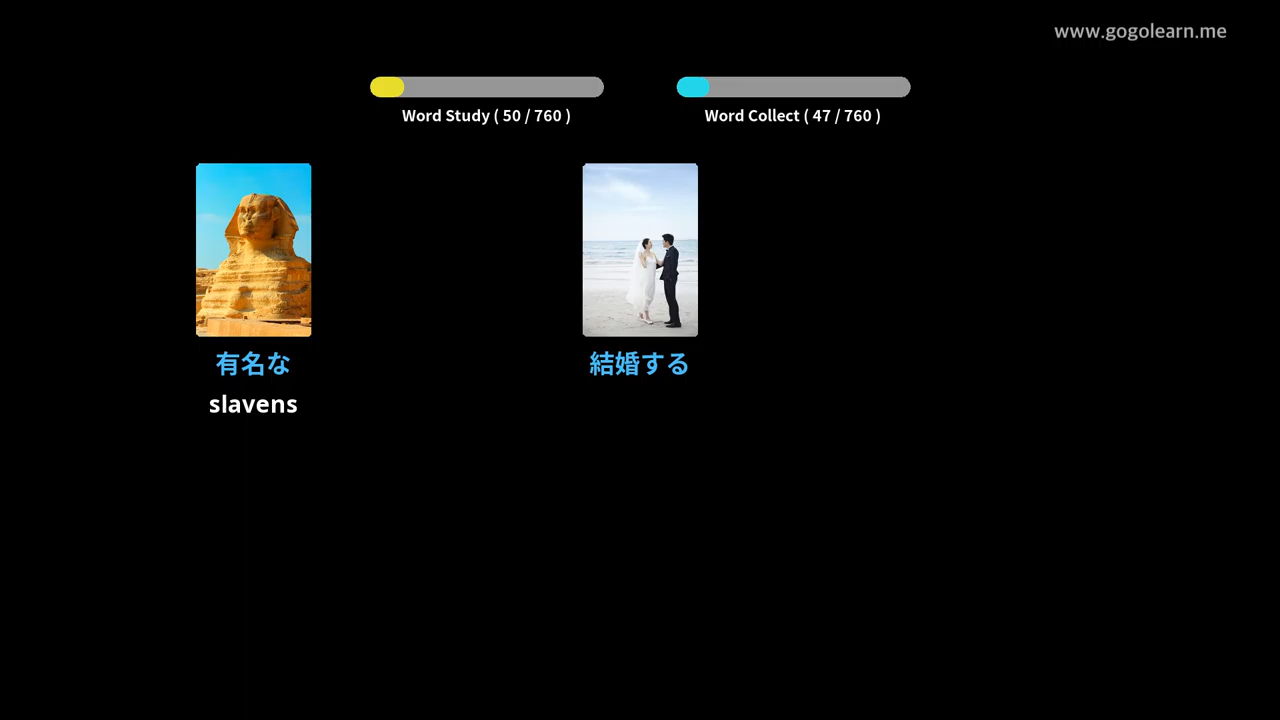 www.gogolearn.me
Word Study ( 50 / 760 )
Word Collect ( 47 / 760 )
有名な
slavens
結婚する